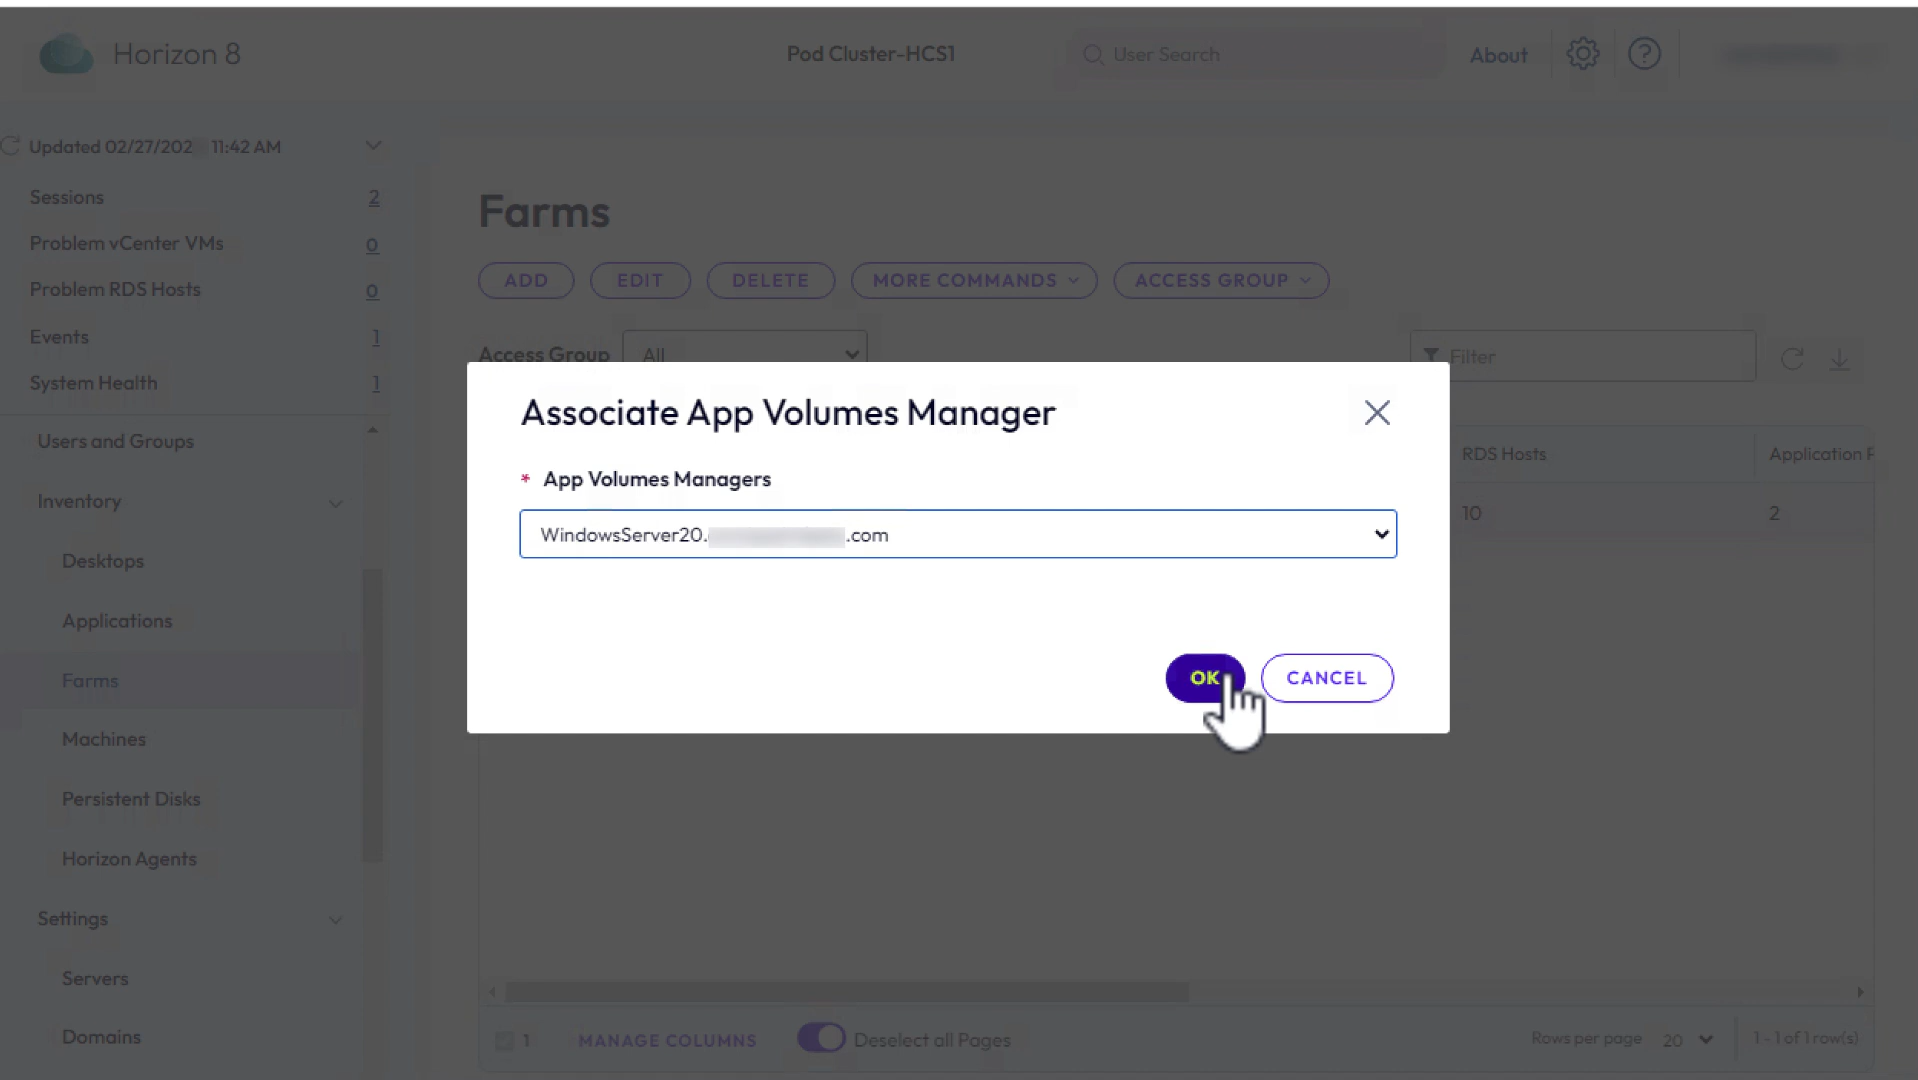 Horizon 8
Pod Cluster-HCS1
User Search
About
Updated 02/27/202 11:42 AM
Sessions 2
Problem vCenter VMs 0
Problem RDS Hosts 0
Events 1
System Health 1
Users and Groups
Inventory
Desktops
Applications
Farms
Machines
Persistent Disks
Horizon Agents
Settings
Servers
Domains
Farms
ADD EDIT DELETE MORE COMMANDS ACCESS GROUP
Access Group All Filter
RDS Hosts Application
10 2
Associate App Volumes Manager
* App Volumes Managers
WindowsServer20. .com
OK CANCEL
1 MANAGE COLUMNS Deselect all Pages Rows per page 20 1 - 1 of 1 row(s)